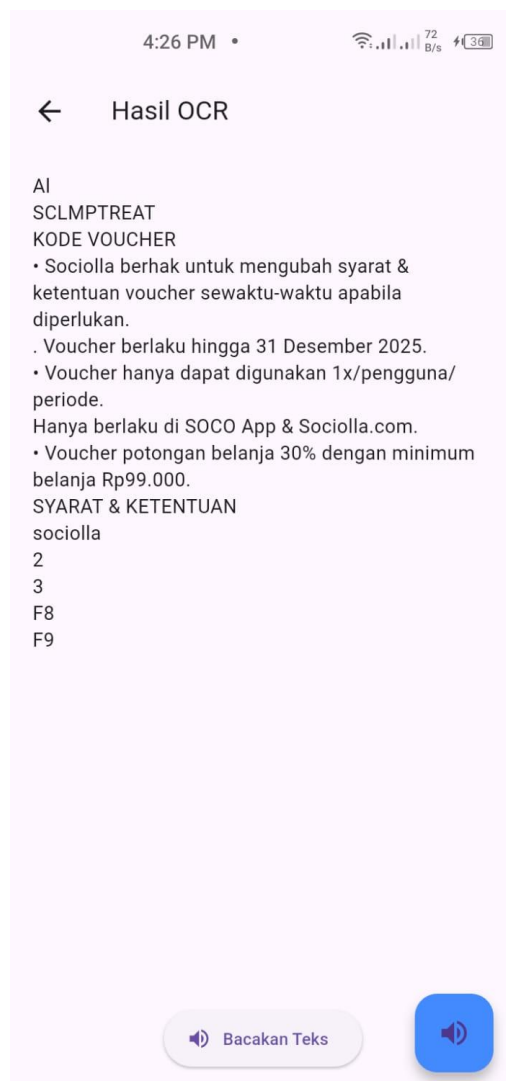 4:26 PM •
72
B/s
36
Hasil OCR
Al
SCLMPTREAT
KODE VOUCHER
• Sociolla berhak untuk mengubah syarat &
ketentuan voucher sewaktu-waktu apabila
diperlukan.
. Voucher berlaku hingga 31 Desember 2025.
• Voucher hanya dapat digunakan 1x/pengguna/
periode.
Hanya berlaku di SOCO App & Sociolla.com.
• Voucher potongan belanja 30% dengan minimum
belanja Rp99.000.
SYARAT & KETENTUAN
sociolla
2
3
F8
F9
Bacakan Teks